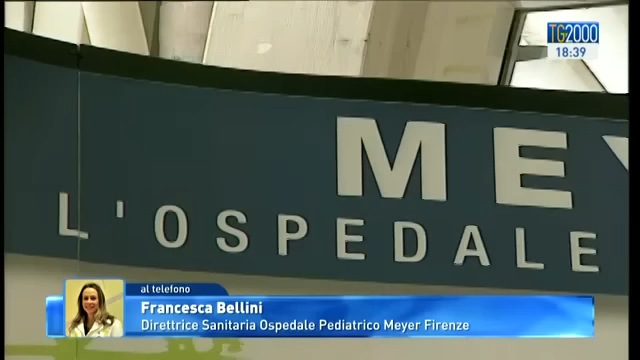 TG2000
18:39
MEY
L'OSPEDALE
al telefono
Francesca Bellini
Direttrice Sanitaria Ospedale Pediatrico Meyer Firenze